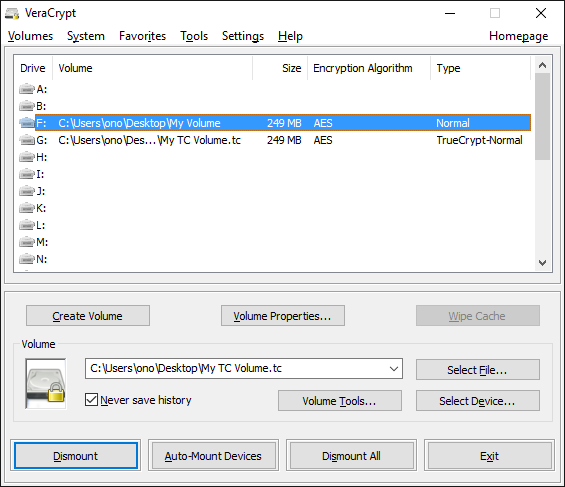 VeraCrypt
Volumes System Favorites Tools Settings Help Homepage
Drive Volume Size Encryption Algorithm Type
A:
B:
F: C:\Users\ono\Desktop\My Volume 249 MB AES Normal
G: C:\Users\ono\Des...\My TC Volume.tc 249 MB AES TrueCrypt-Normal
H:
I:
J:
K:
L:
M:
N:
Create Volume Volume Properties... Wipe Cache
Volume
C:\Users\ono\Desktop\My TC Volume.tc Select File...
Never save history Volume Tools... Select Device...
Dismount Auto-Mount Devices Dismount All Exit